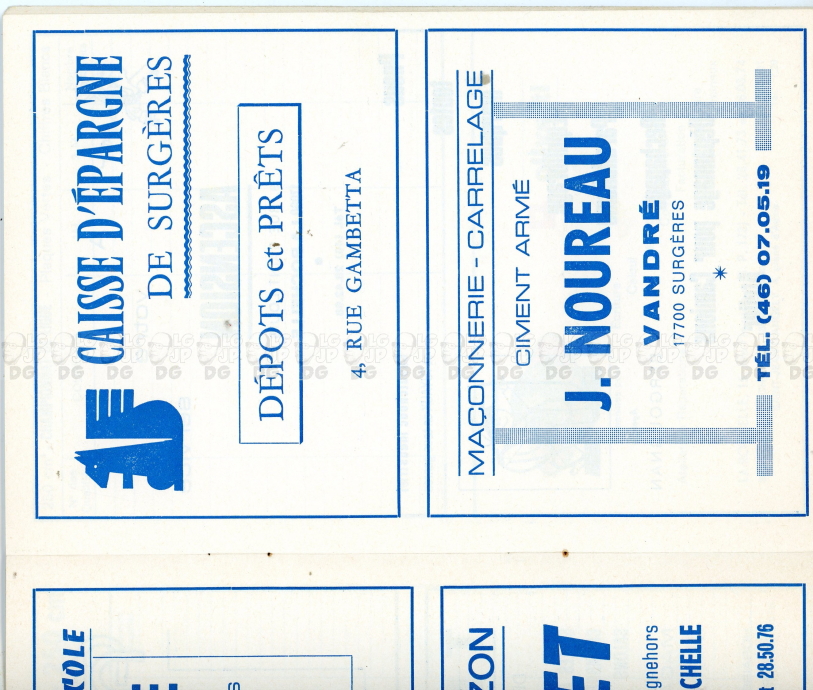 CAISSE D'ÉPARGNE
DE SURGÈRES
DÉPOTS et PRÊTS
4, RUE GAMBETTA
MAÇONNERIE - CARRELAGE
CIMENT ARMÉ
J. NOUREAU
VANDRÉ
17700 SURGÈRES
TÉL. (46) 07.05.19
COLE
E
S
ZON
ET
gnehors
CHELLE
28.50.76